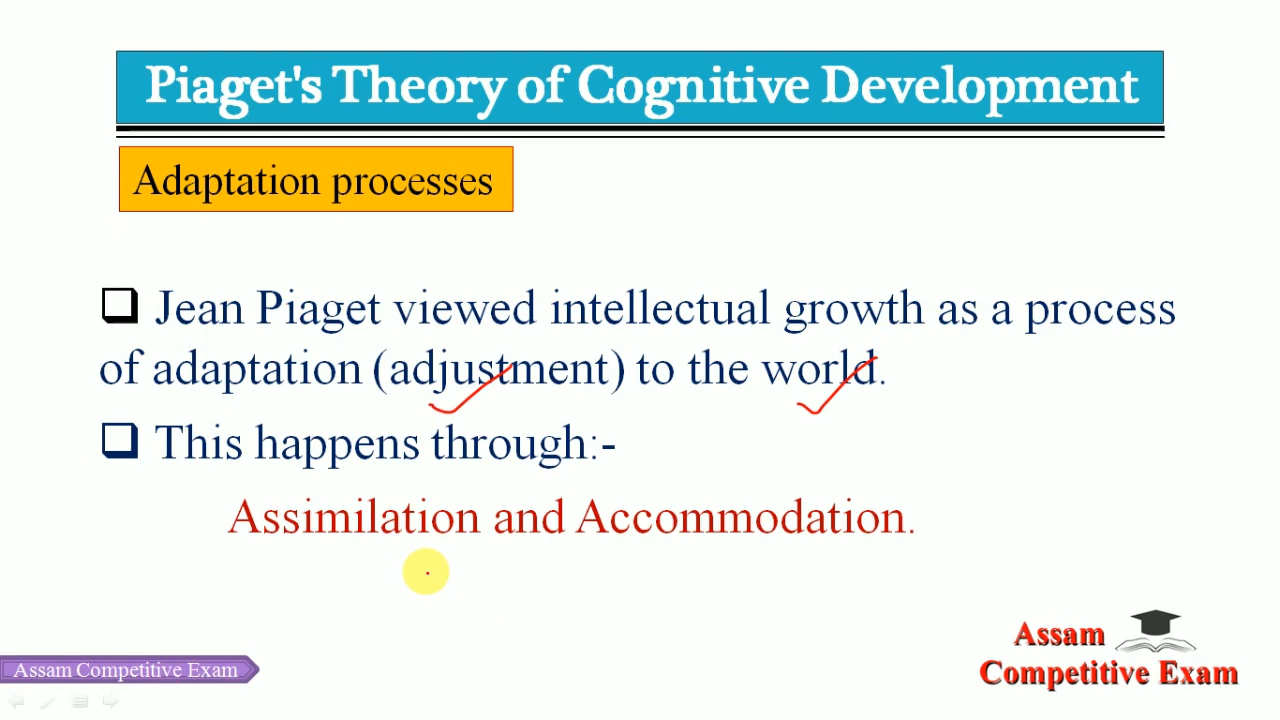 Piaget's Theory of Cognitive Development
Adaptation processes
Jean Piaget viewed intellectual growth as a process
of adaptation (adjustment) to the world.
This happens through:-
Assimilation and Accommodation.
Assam
Competitive Exam
Assam Competitive Exam